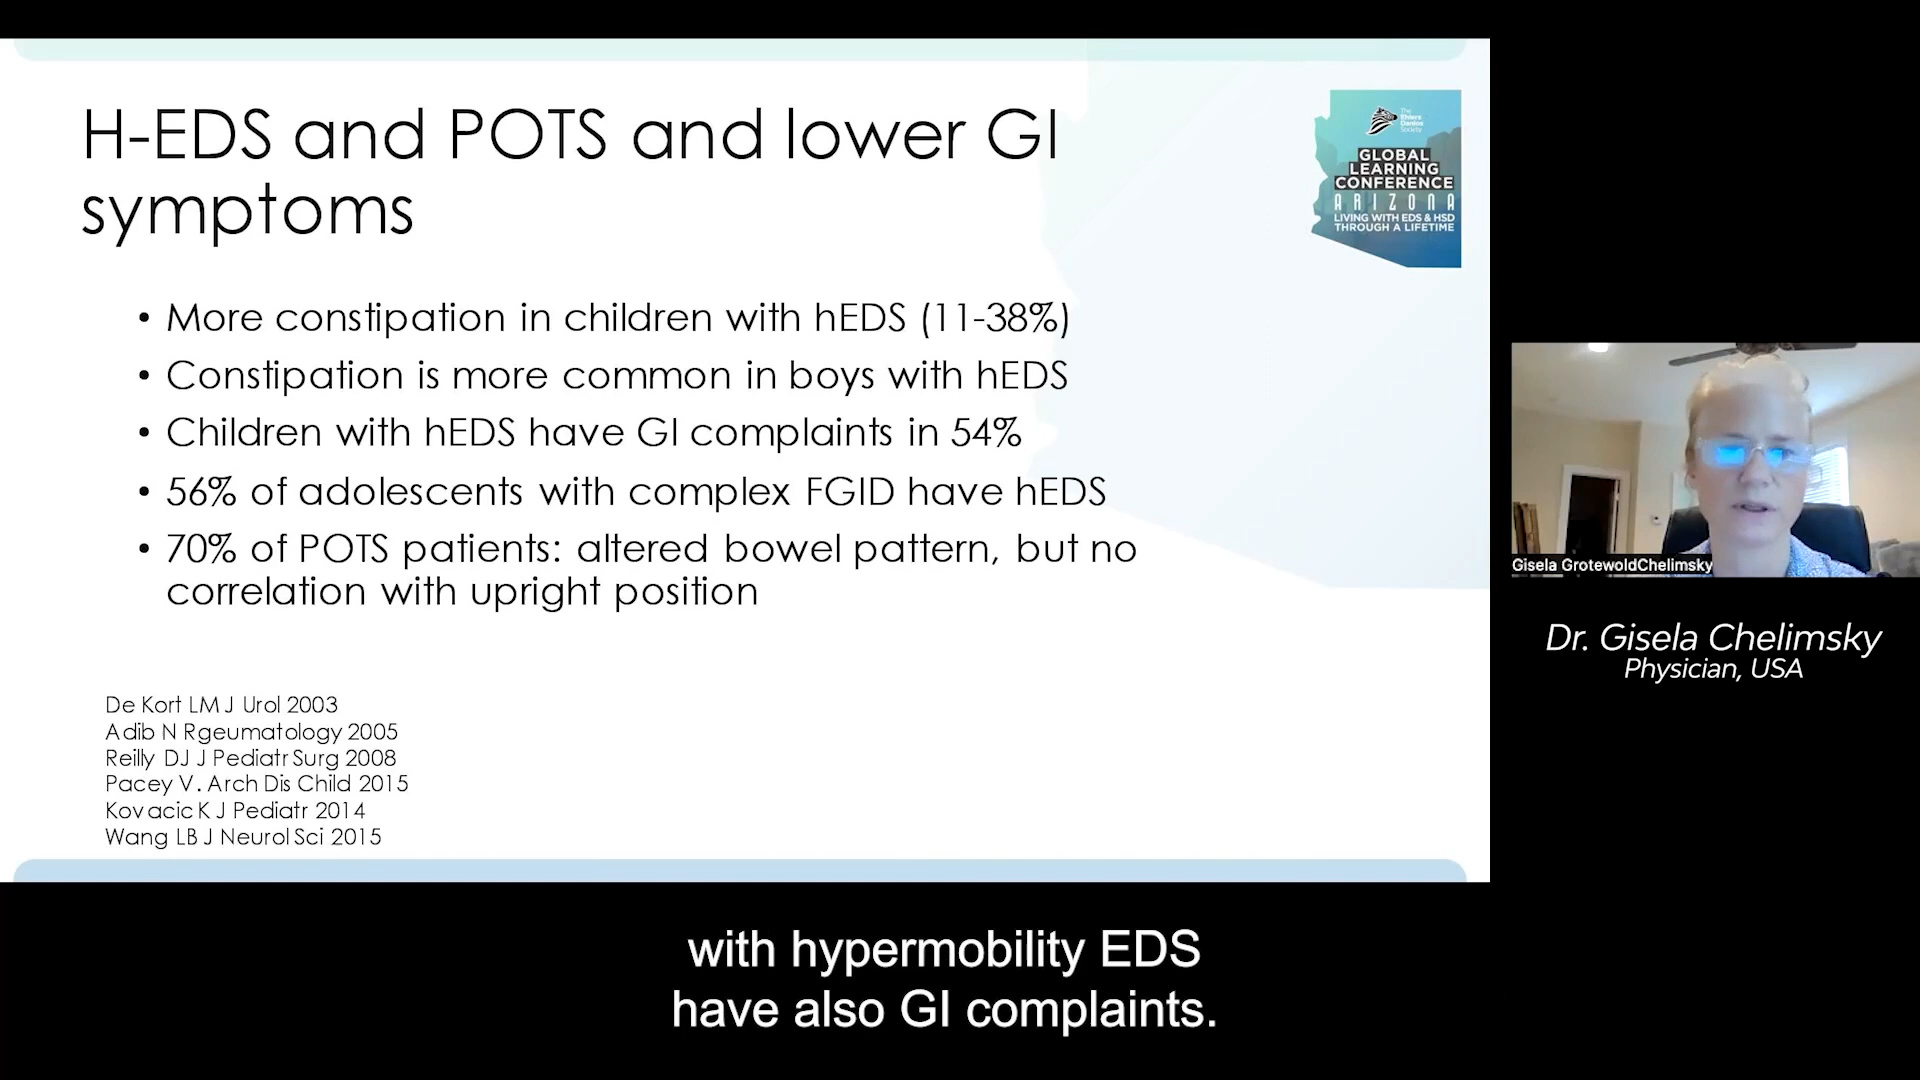 H-EDS and POTS and lower GI
symptoms
The
Ehlers
Danlos
Society
GLOBAL
LEARNING
CONFERENCE
ARIZONA
LIVING WITH EDS & HSD
THROUGH A LIFETIME
• More constipation in children with hEDS (11-38%)
• Constipation is more common in boys with hEDS
• Children with hEDS have GI complaints in 54%
• 56% of adolescents with complex FGID have hEDS
• 70% of POTS patients: altered bowel pattern, but no
correlation with upright position
De Kort LM J Urol 2003
Adib N Rgeumatology 2005
Reilly DJ J Pediatr Surg 2008
Pacey V. Arch Dis Child 2015
Kovacic K J Pediatr 2014
Wang LB J Neurol Sci 2015
Gisela GrotewoldChelimsky
Dr. Gisela Chelimsky
Physician, USA
with hypermobility EDS
have also GI complaints.